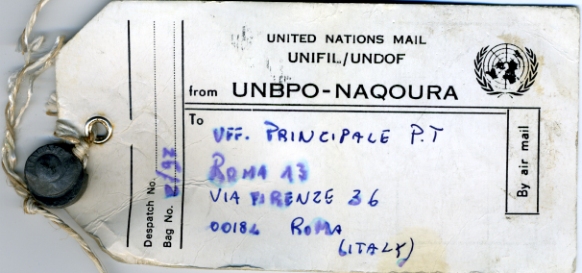 UNITED NATIONS MAIL
UNIFIL./UNDOF
from UNBPO-NAQOURA
To
UFF. PRINCIPALE P.T
ROMA 13
VIA FIRENZE 36
00184 ROMA
(ITALY)
By air mail
Despatch No.
Bag No.